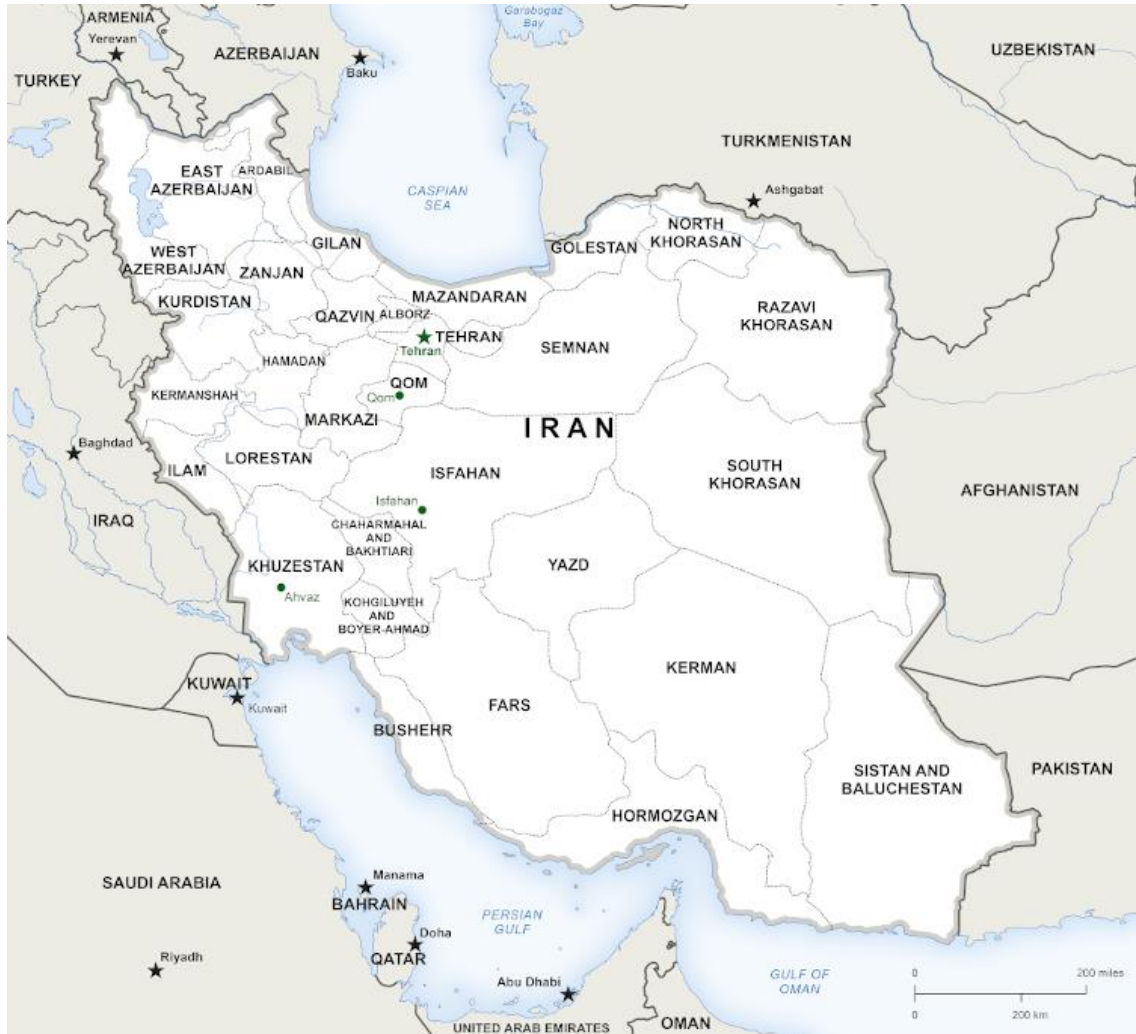 ARMENIA
Yerevan
AZERBAIJAN
Baku
Garabogaz
Bay
UZBEKISTAN
TURKEY
TURKMENISTAN
Ashgabat
CASPIAN
SEA
EAST
AZERBAIJAN
ARDABIL
GILAN
WEST
AZERBAIJAN
ZANJAN
KURDISTAN
QAZVIN
ALBORZ
MAZANDARAN
GOLESTAN
NORTH
KHORASAN
RAZAVI
KHORASAN
TEHRAN
Tehran
SEMNAN
HAMADAN
KERMANSHAH
QOM
Qom
MARKAZI
IRAN
Baghdad
ILAM
LORESTAN
ISFAHAN
SOUTH
KHORASAN
AFGHANISTAN
IRAQ
Isfahan
CHAHARMAHAL
AND
BAKHTIARI
KHUZESTAN
Ahvaz
YAZD
KOHGILUYEH
AND
BOYER-AHMAD
KERMAN
KUWAIT
Kuwait
BUSHEHR
FARS
SISTAN AND
BALUCHESTAN
PAKISTAN
HORMOZGAN
SAUDI ARABIA
Manama
BAHRAIN
PERSIAN
GULF
Doha
QATAR
Riyadh
Abu Dhabi
UNITED ARAB EMIRATES
OMAN
GULF OF
OMAN
0
200 miles
0
200 km